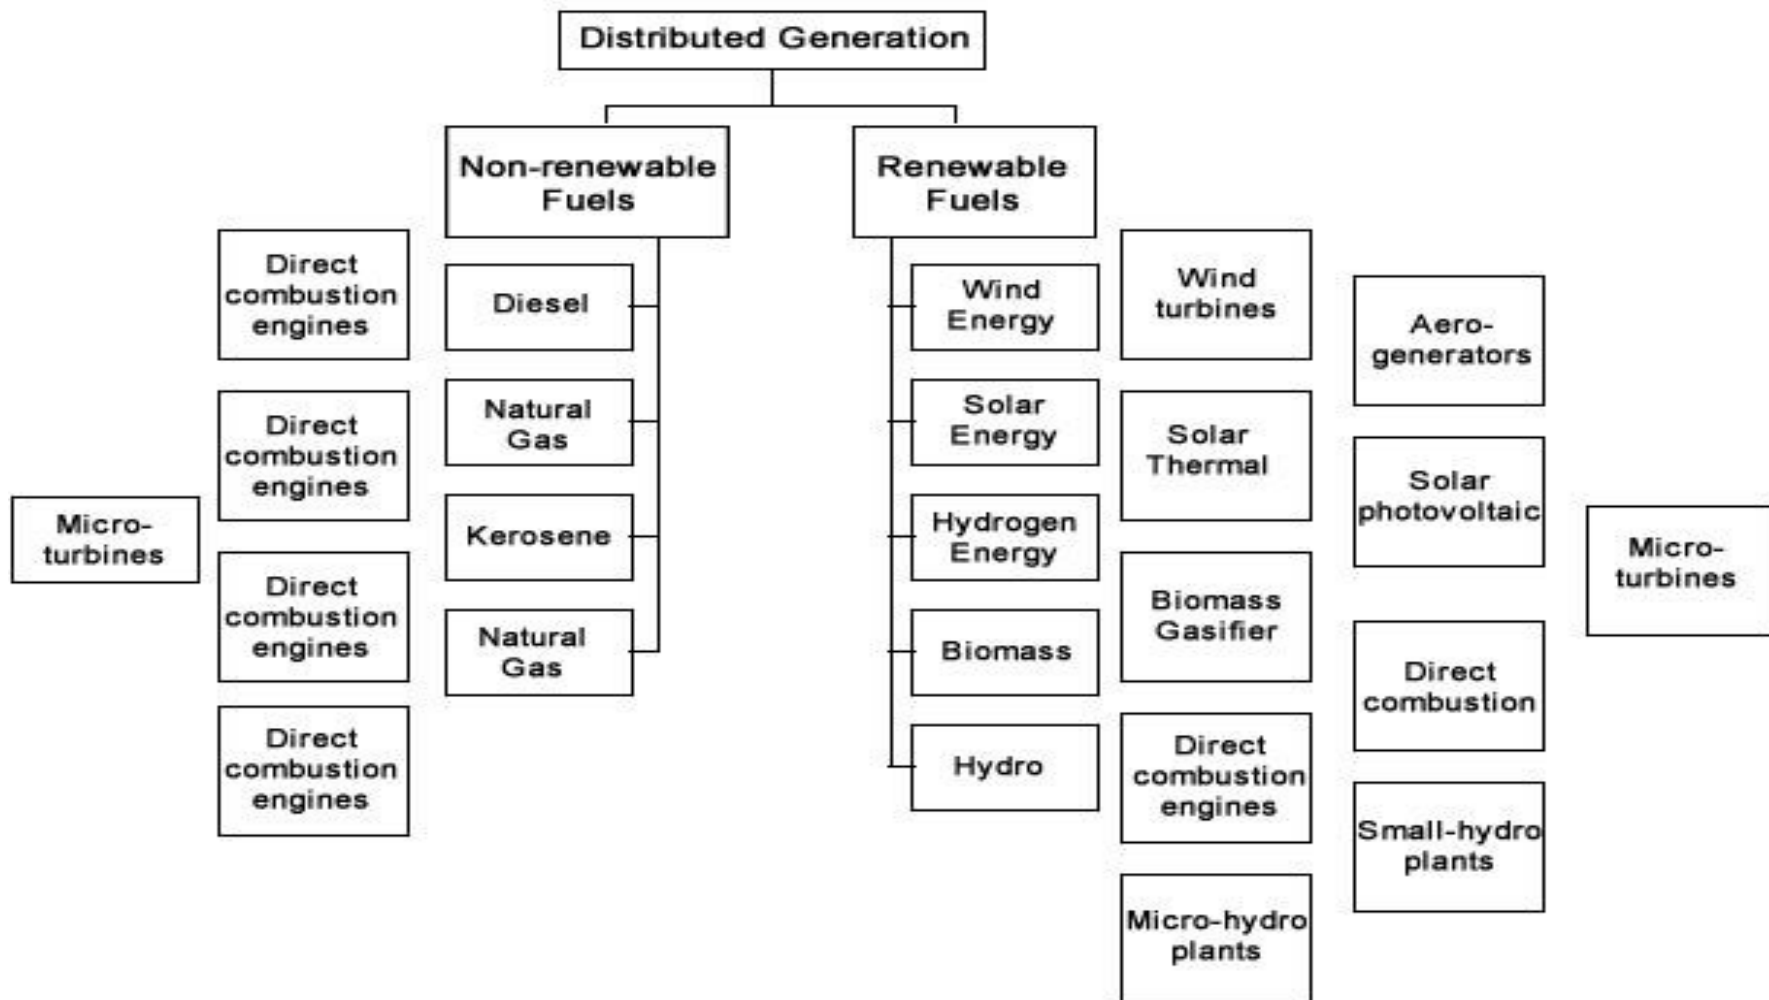 Distributed Generation
Non-renewable
Fuels
Renewable
Fuels
Direct
combustion
engines
Diesel
Wind
Energy
Wind
turbines
Aero-
generators
Direct
combustion
engines
Natural
Gas
Solar
Energy
Solar
Thermal
Solar
photovoltaic
Micro-
turbines
Direct
combustion
engines
Kerosene
Hydrogen
Energy
Biomass
Gasifier
Micro-
turbines
Natural
Gas
Biomass
Direct
combustion
Direct
combustion
engines
Hydro
Direct
combustion
engines
Small-hydro
plants
Micro-hydro
plants